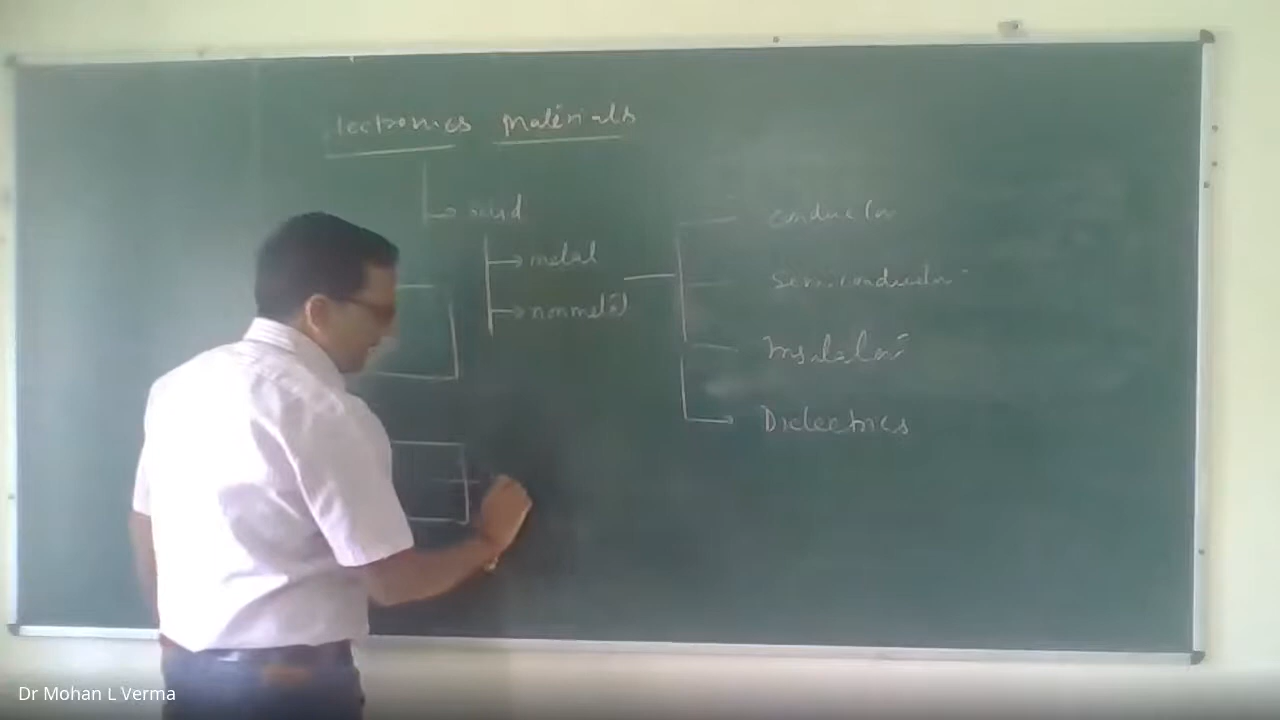 lectronics materials
solid
metal
nonmetal
conductor
Semiconductor
Insulator
Dielectrics
Dr Mohan L Verma